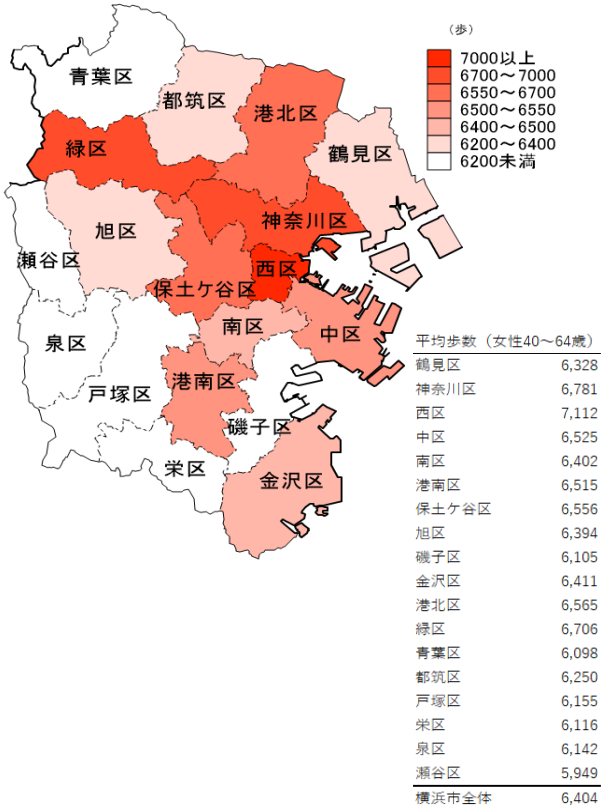 (歩)
7000以上
6700～7000
6550～6700
6500～6550
6400～6500
6200～6400
6200未満
青葉区
都筑区
港北区
緑区
鶴見区
神奈川区
旭区
瀬谷区
西区
保土ケ谷区
南区
中区
泉区
港南区
戸塚区
磯子区
栄区
金沢区
平均歩数（女性40～64歳）
鶴見区 6,328
神奈川区 6,781
西区 7,112
中区 6,525
南区 6,402
港南区 6,515
保土ケ谷区 6,556
旭区 6,394
磯子区 6,105
金沢区 6,411
港北区 6,565
緑区 6,706
青葉区 6,098
都筑区 6,250
戸塚区 6,155
栄区 6,116
泉区 6,142
瀬谷区 5,949
横浜市全体 6,404